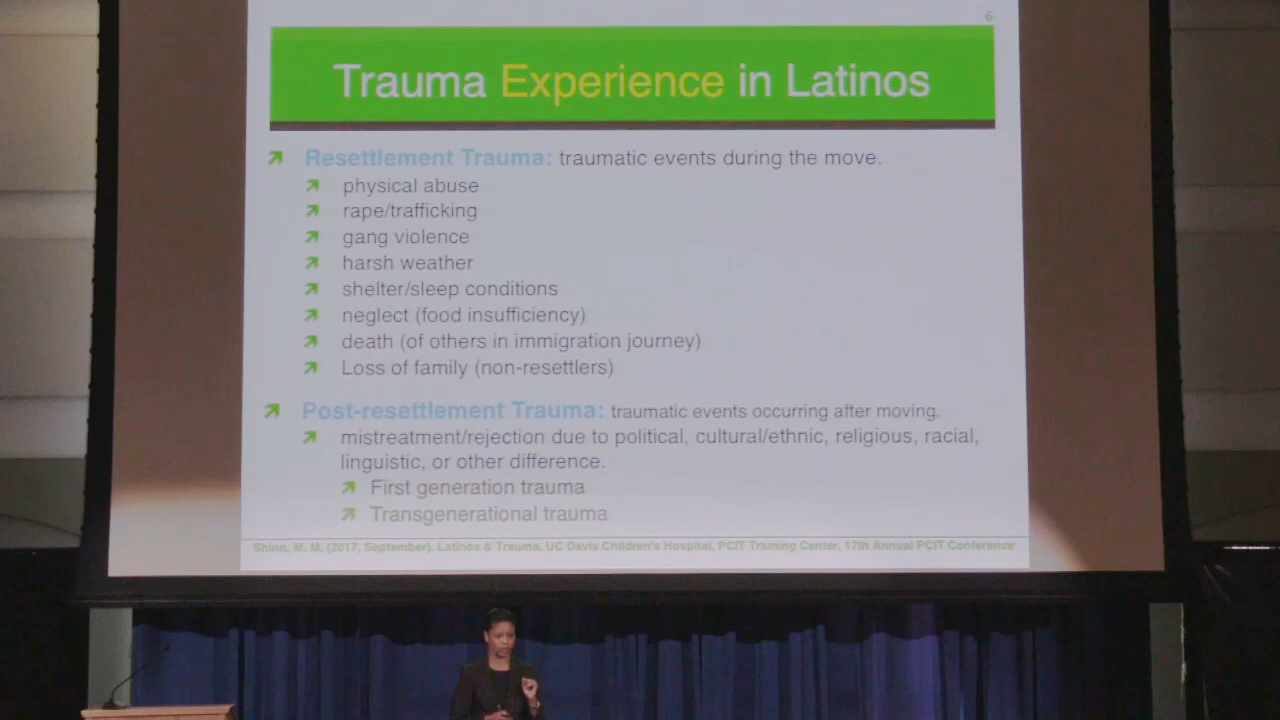 6
Trauma Experience in Latinos
Resettlement Trauma: traumatic events during the move.
physical abuse
rape/trafficking
gang violence
harsh weather
shelter/sleep conditions
neglect (food insufficiency)
death (of others in immigration journey)
Loss of family (non-resettlers)
Post-resettlement Trauma: traumatic events occurring after moving.
mistreatment/rejection due to political, cultural/ethnic, religious, racial,
linguistic, or other difference.
First generation trauma
Transgenerational trauma
Shinn, M. M. (2017, September). Latinos & Trauma, UC Davis Children's Hospital, PCIT Training Center, 17th Annual PCIT Conference